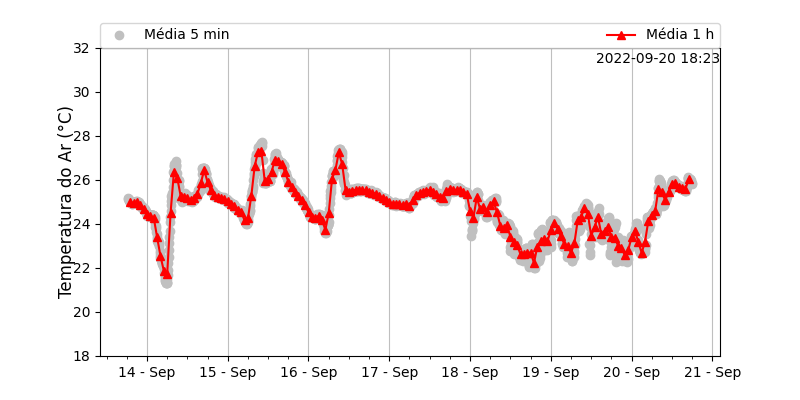 Média 5 min
Média 1 h
2022-09-20 18:23
Temperatura do Ar (°C)
32
30
28
26
24
22
20
18
14 - Sep
15 - Sep
16 - Sep
17 - Sep
18 - Sep
19 - Sep
20 - Sep
21 - Sep